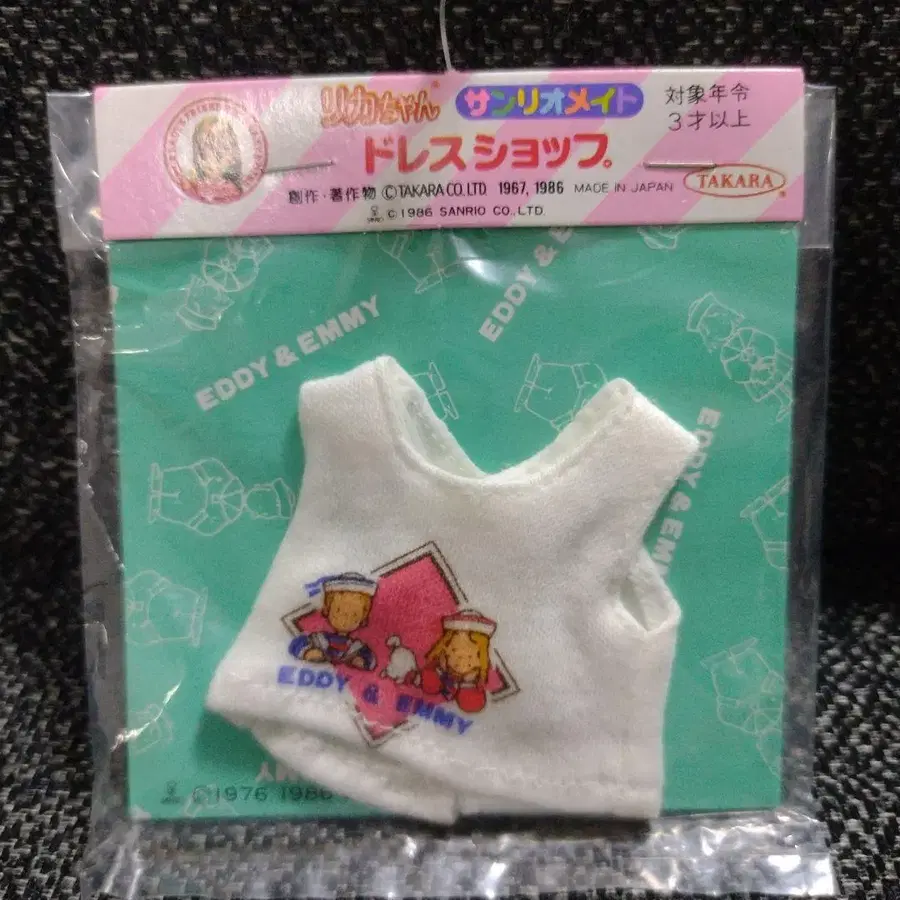 リカちゃん® サンリオメイト 対象年令
3才以上
ドレスショップ。
創作・著作物 ©TAKARA CO.,LTD 1967, 1986 MADE IN JAPAN TAKARA®
c 1986 SANRIO CO.,LTD.
EDDY & EMMY
EDDY &
EDDY & EMMY
EDDY & EMMY
©1976 1986